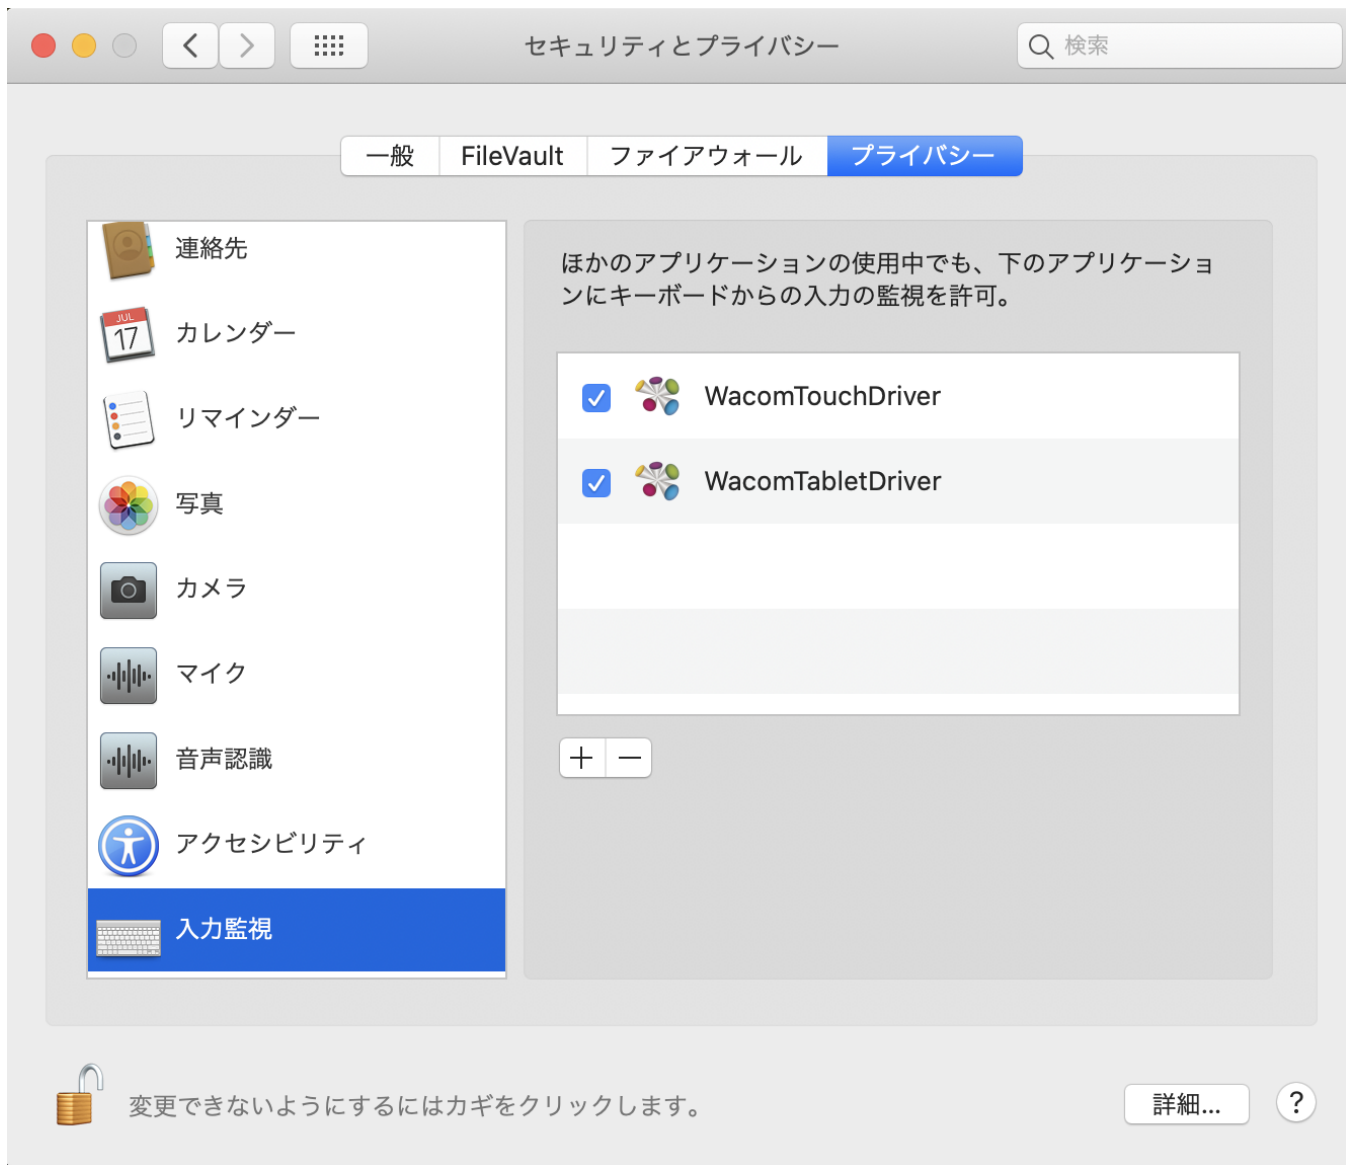 セキュリティとプライバシー
検索
一般
FileVault
ファイアウォール
プライバシー
連絡先
JUL
17
カレンダー
リマインダー
写真
カメラ
マイク
音声認識
アクセシビリティ
入力監視
ほかのアプリケーションの使用中でも、下のアプリケーショ
ンにキーボードからの入力の監視を許可。
WacomTouchDriver
WacomTabletDriver
変更できないようにするにはカギをクリックします。
詳細...
?